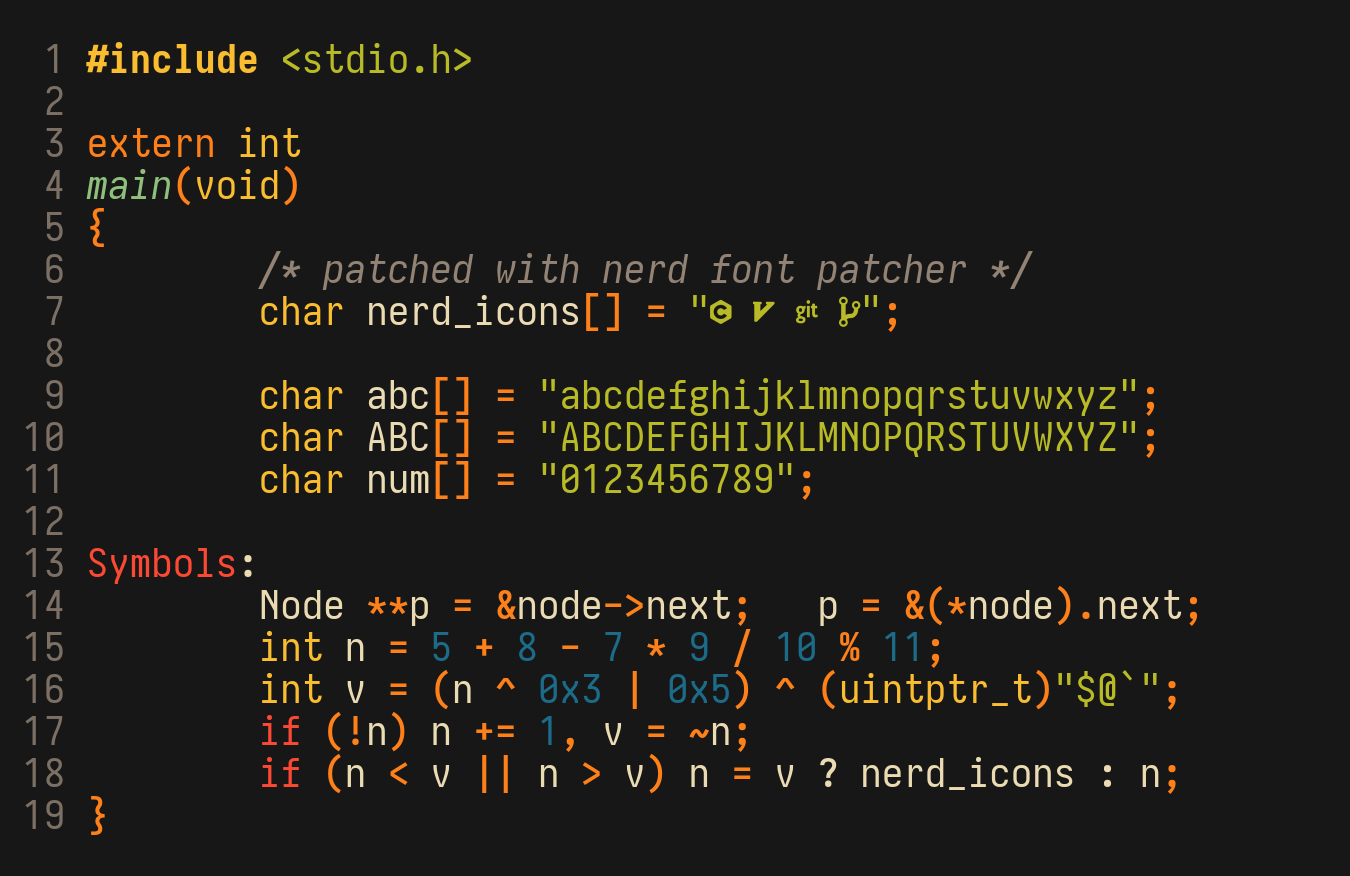 1 #include <stdio.h>
2
3 extern int
4 main(void)
5 {
6         /* patched with nerd font patcher */
7         char nerd_icons[] = "   git ";
8
9         char abc[] = "abcdefghijklmnopqrstuvwxyz";
10         char ABC[] = "ABCDEFGHIJKLMNOPQRSTUVWXYZ";
11         char num[] = "0123456789";
12
13 Symbols:
14         Node **p = &node->next;   p = &(*node).next;
15         int n = 5 + 8 - 7 * 9 / 10 % 11;
16         int v = (n ^ 0x3 | 0x5) ^ (uintptr_t)"$@`";
17         if (!n) n += 1, v = ~n;
18         if (n < v || n > v) n = v ? nerd_icons : n;
19 }